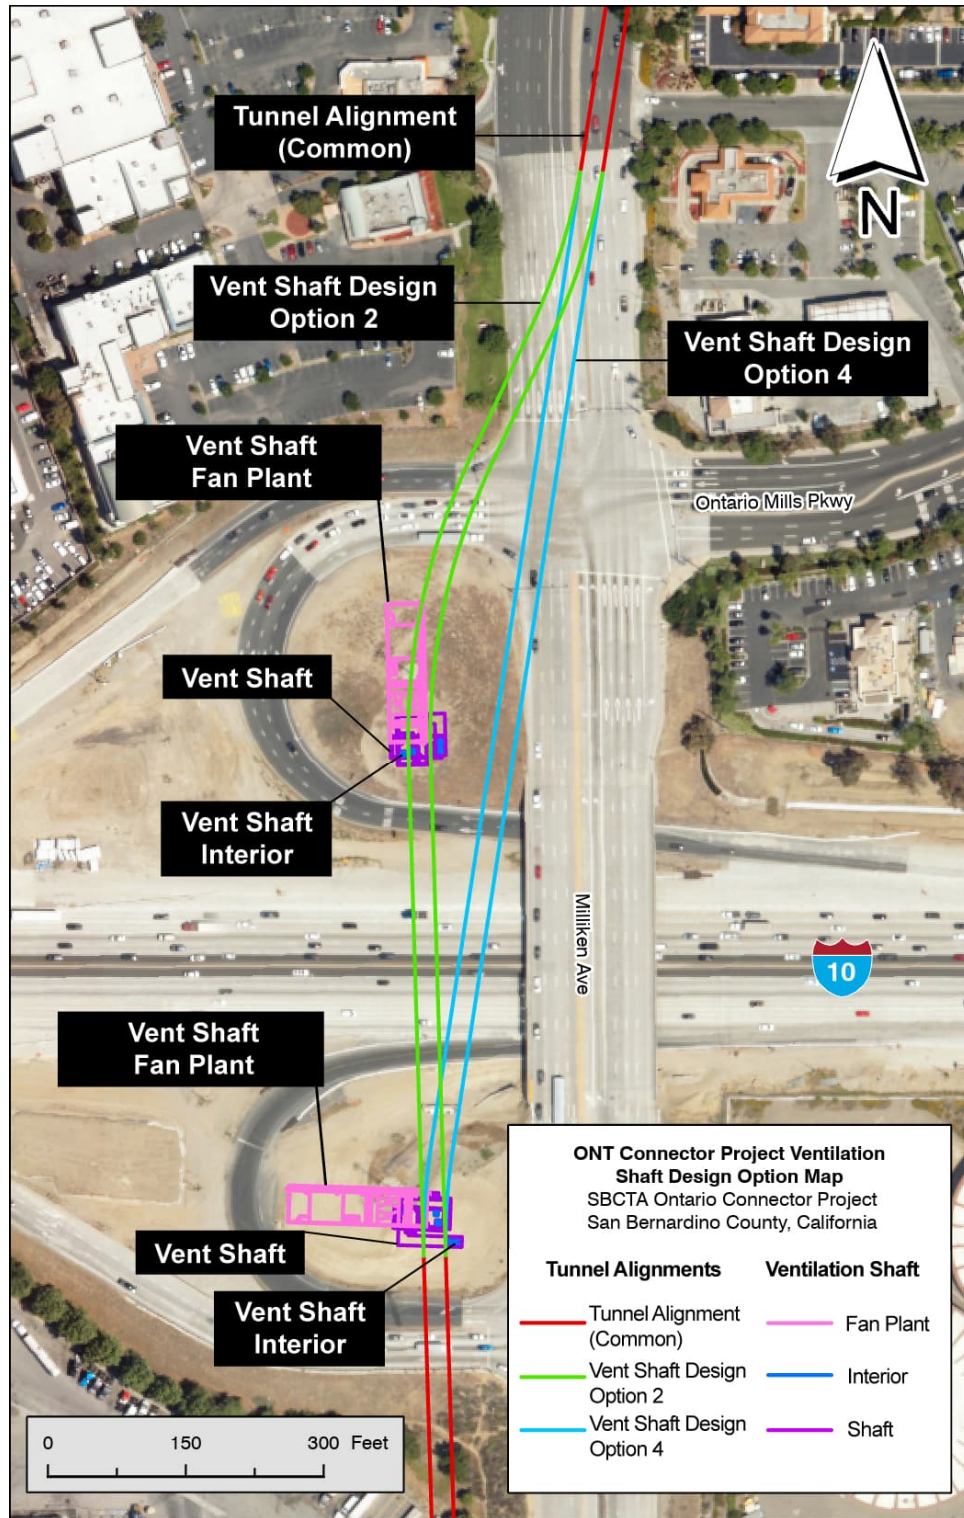 Tunnel Alignment
(Common)
N
Vent Shaft Design
Option 2
Vent Shaft Design
Option 4
Vent Shaft
Fan Plant
Ontario Mills Pkwy
Vent Shaft
Vent Shaft
Interior
Milliken Ave
10
Vent Shaft
Fan Plant
Vent Shaft
Vent Shaft
Interior
ONT Connector Project Ventilation
Shaft Design Option Map
SBCTA Ontario Connector Project
San Bernardino County, California
Tunnel Alignments
Tunnel Alignment
(Common)
Vent Shaft Design
Option 2
Vent Shaft Design
Option 4
Ventilation Shaft
Fan Plant
Interior
Shaft
0 150 300 Feet